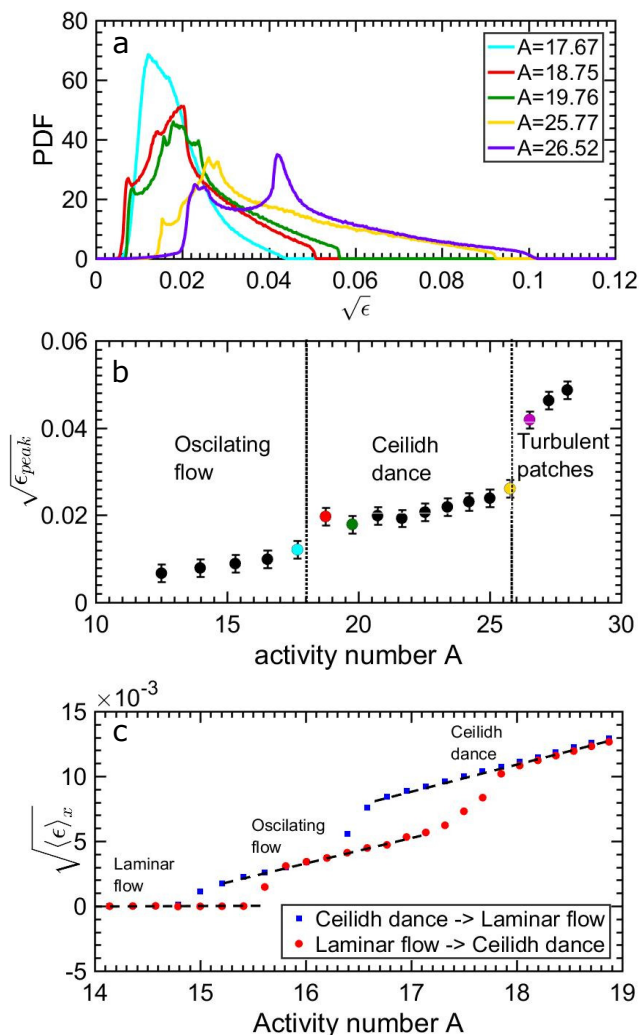 a
PDF
80
60
40
20
0
A=17.67
A=18.75
A=19.76
A=25.77
A=26.52
0 0.02 0.04 0.06 0.08 0.1 0.12
√ϵ
b
√ϵpeak
0.06
0.04
0.02
0
Oscilating
flow
Ceilidh
dance
Turbulent
patches
10 15 20 25 30
activity number A
×10⁻³
c
√⟨ϵ⟩x
15
10
5
0
-5
Laminar
flow
Oscilating
flow
Ceilidh
dance
Ceilidh dance -> Laminar flow
Laminar flow -> Ceilidh dance
14 15 16 17 18 19
Activity number A